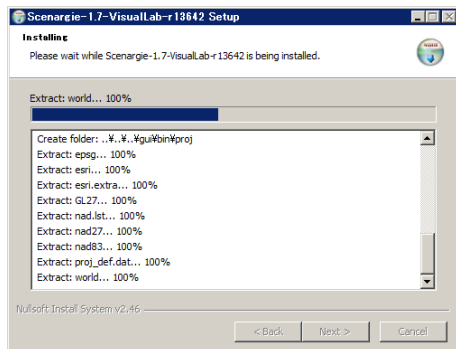 Scenargie-1.7-VisualLab-r13642 Setup
Installing
Please wait while Scenargie-1.7-VisualLab-r13642 is being installed.
Extract: world... 100%
Create folder: ..¥..¥..¥gui¥bin¥proj
Extract: epsg... 100%
Extract: esri... 100%
Extract: esri.extra... 100%
Extract: GL27... 100%
Extract: nad.lst... 100%
Extract: nad27... 100%
Extract: nad83... 100%
Extract: proj_def.dat... 100%
Extract: world... 100%
Nullsoft Install System v2.46
< Back Next > Cancel